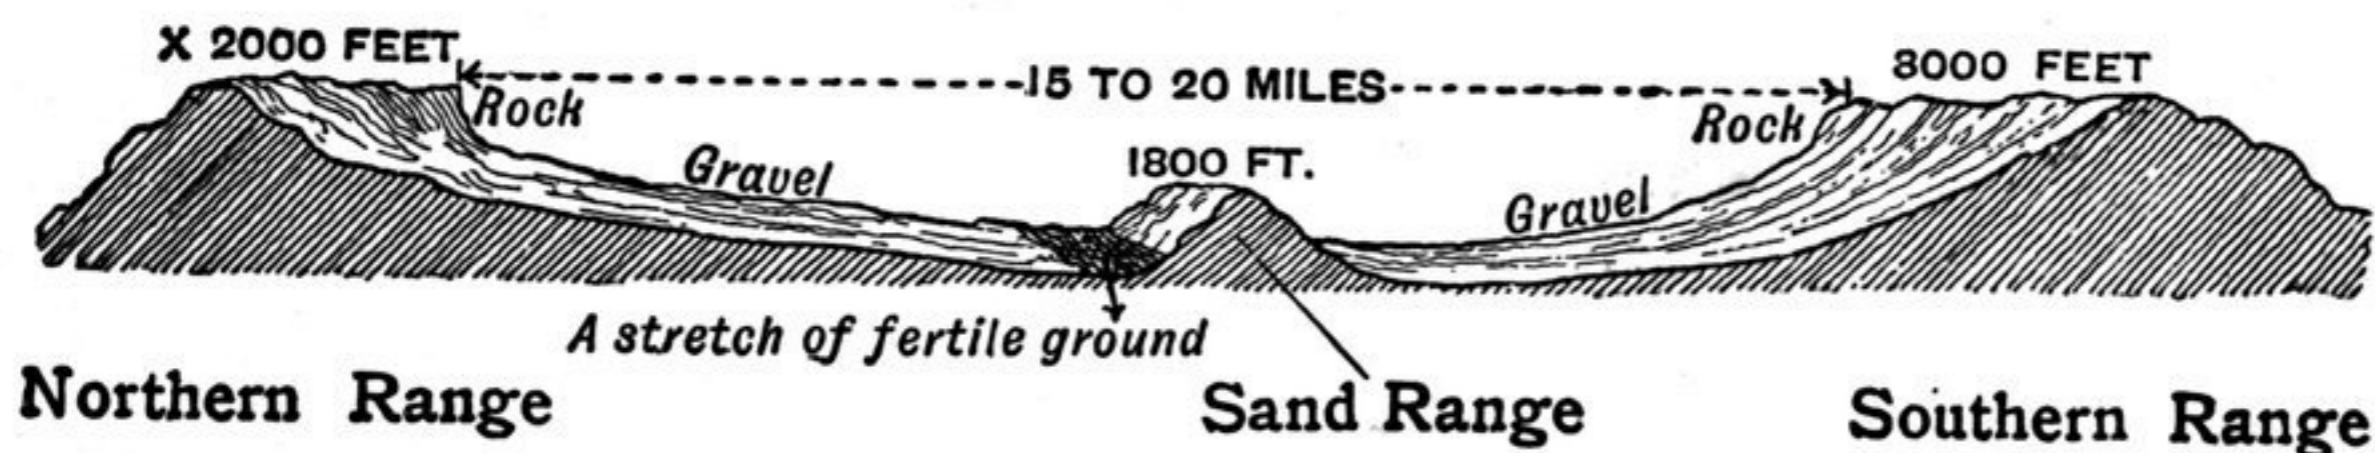 X 2000 FEET
15 TO 20 MILES
3000 FEET
Rock
Rock
Gravel
1800 FT.
Gravel
A stretch of fertile ground
Northern Range
Sand Range
Southern Range